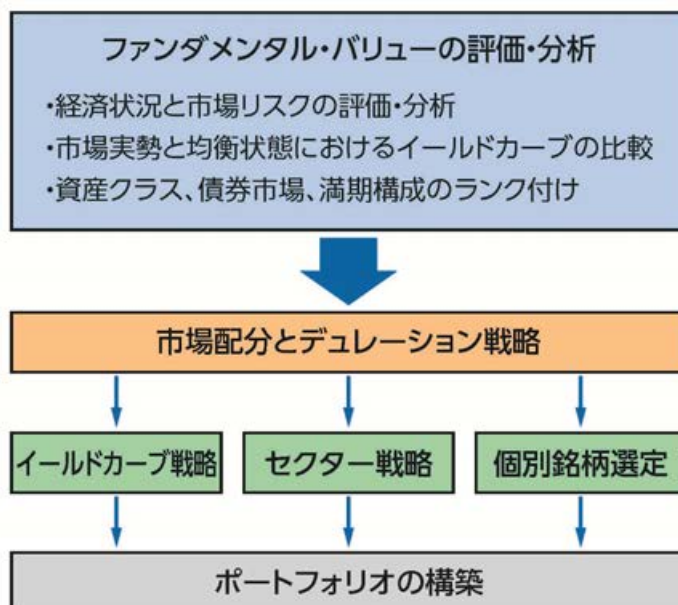 ファンダメンタル・バリューの評価・分析
・経済状況と市場リスクの評価・分析
・市場実勢と均衡状態におけるイールドカーブの比較
・資産クラス、債券市場、満期構成のランク付け
市場配分とデュレーション戦略
イールドカーブ戦略
セクター戦略
個別銘柄選定
ポートフォリオの構築